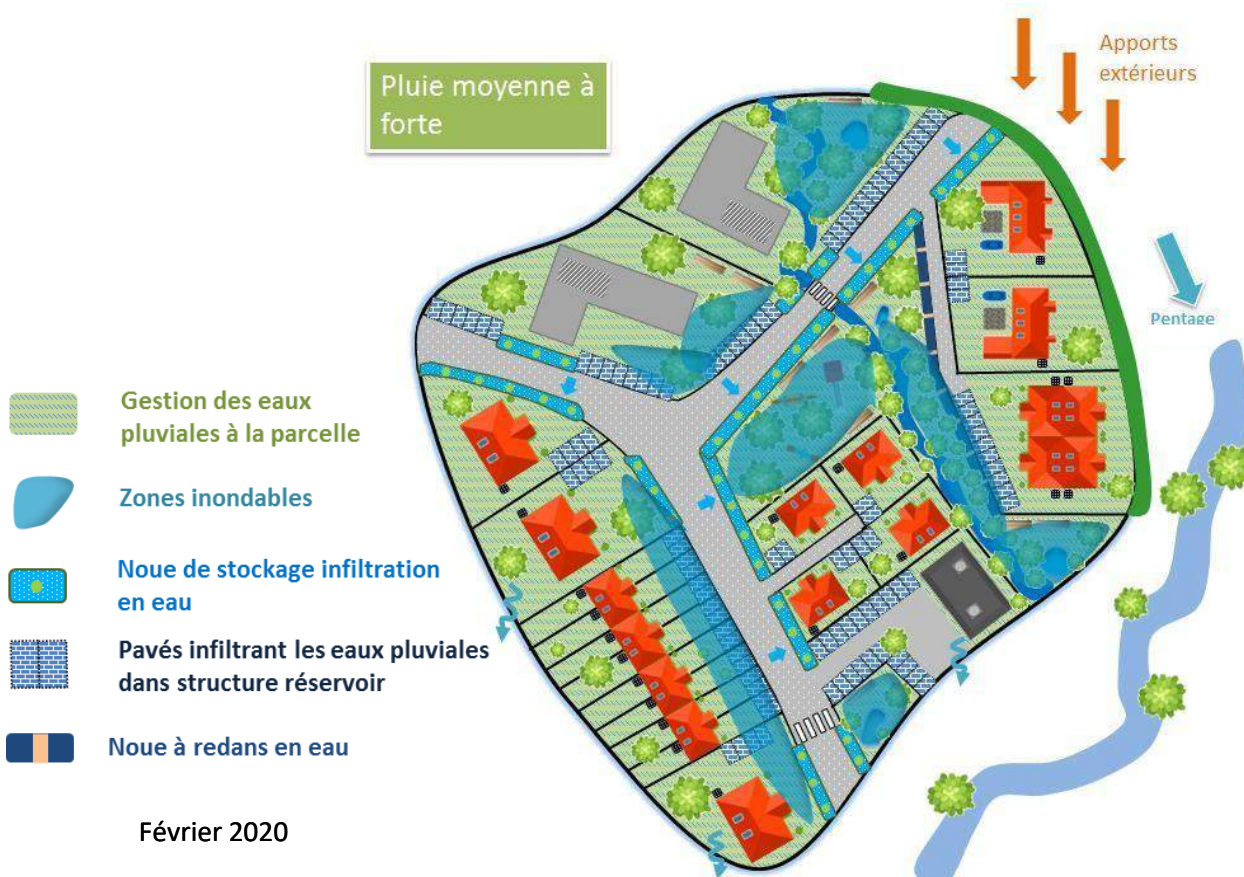 Pluie moyenne à
forte
Apports
extérieurs
Pentage
Gestion des eaux
pluviales à la parcelle
Zones inondables
Noue de stockage infiltration
en eau
Pavés infiltrant les eaux pluviales
dans structure réservoir
Noue à redans en eau
Février 2020